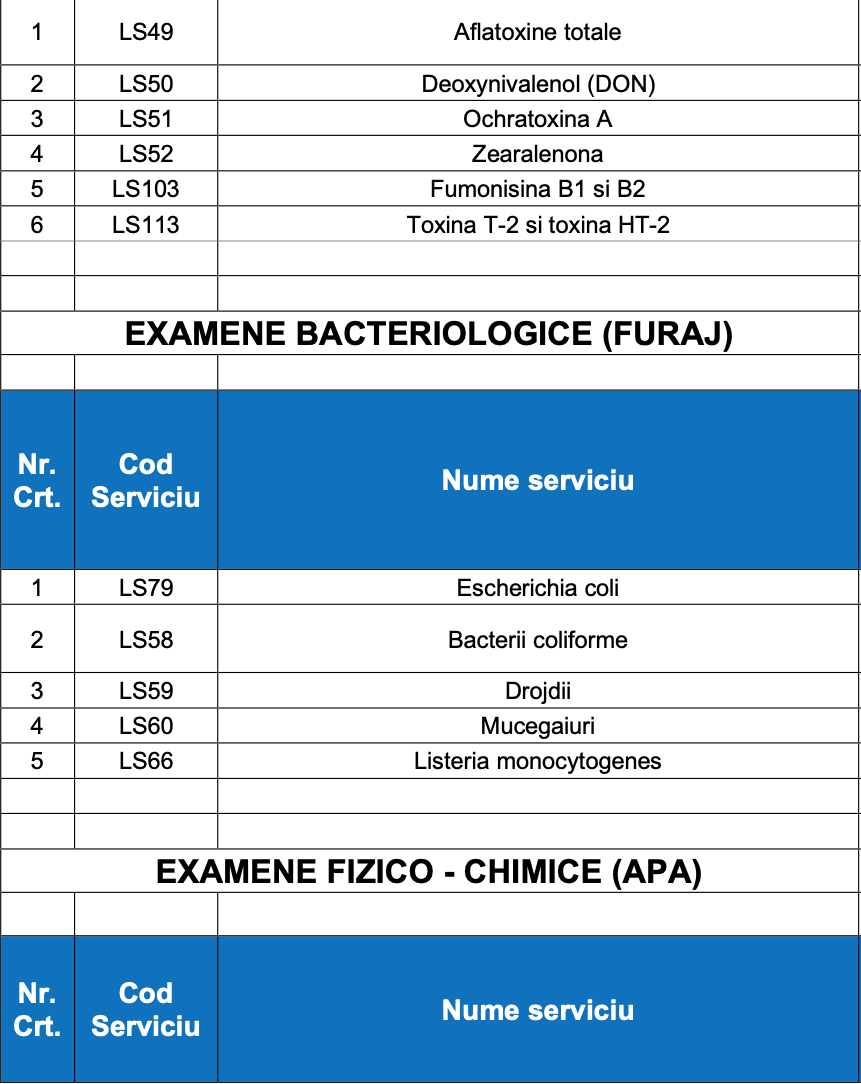 1 LS49 Aflatoxine totale
2 LS50 Deoxynivalenol (DON)
3 LS51 Ochratoxina A
4 LS52 Zearalenona
5 LS103 Fumonisina B1 si B2
6 LS113 Toxina T-2 si toxina HT-2
EXAMENE BACTERIOLOGICE (FURAJ)
Nr. Crt. Cod Serviciu Nume serviciu
1 LS79 Escherichia coli
2 LS58 Bacterii coliforme
3 LS59 Drojdii
4 LS60 Mucegaiuri
5 LS66 Listeria monocytogenes
EXAMENE FIZICO - CHIMICE (APA)
Nr. Crt. Cod Serviciu Nume serviciu